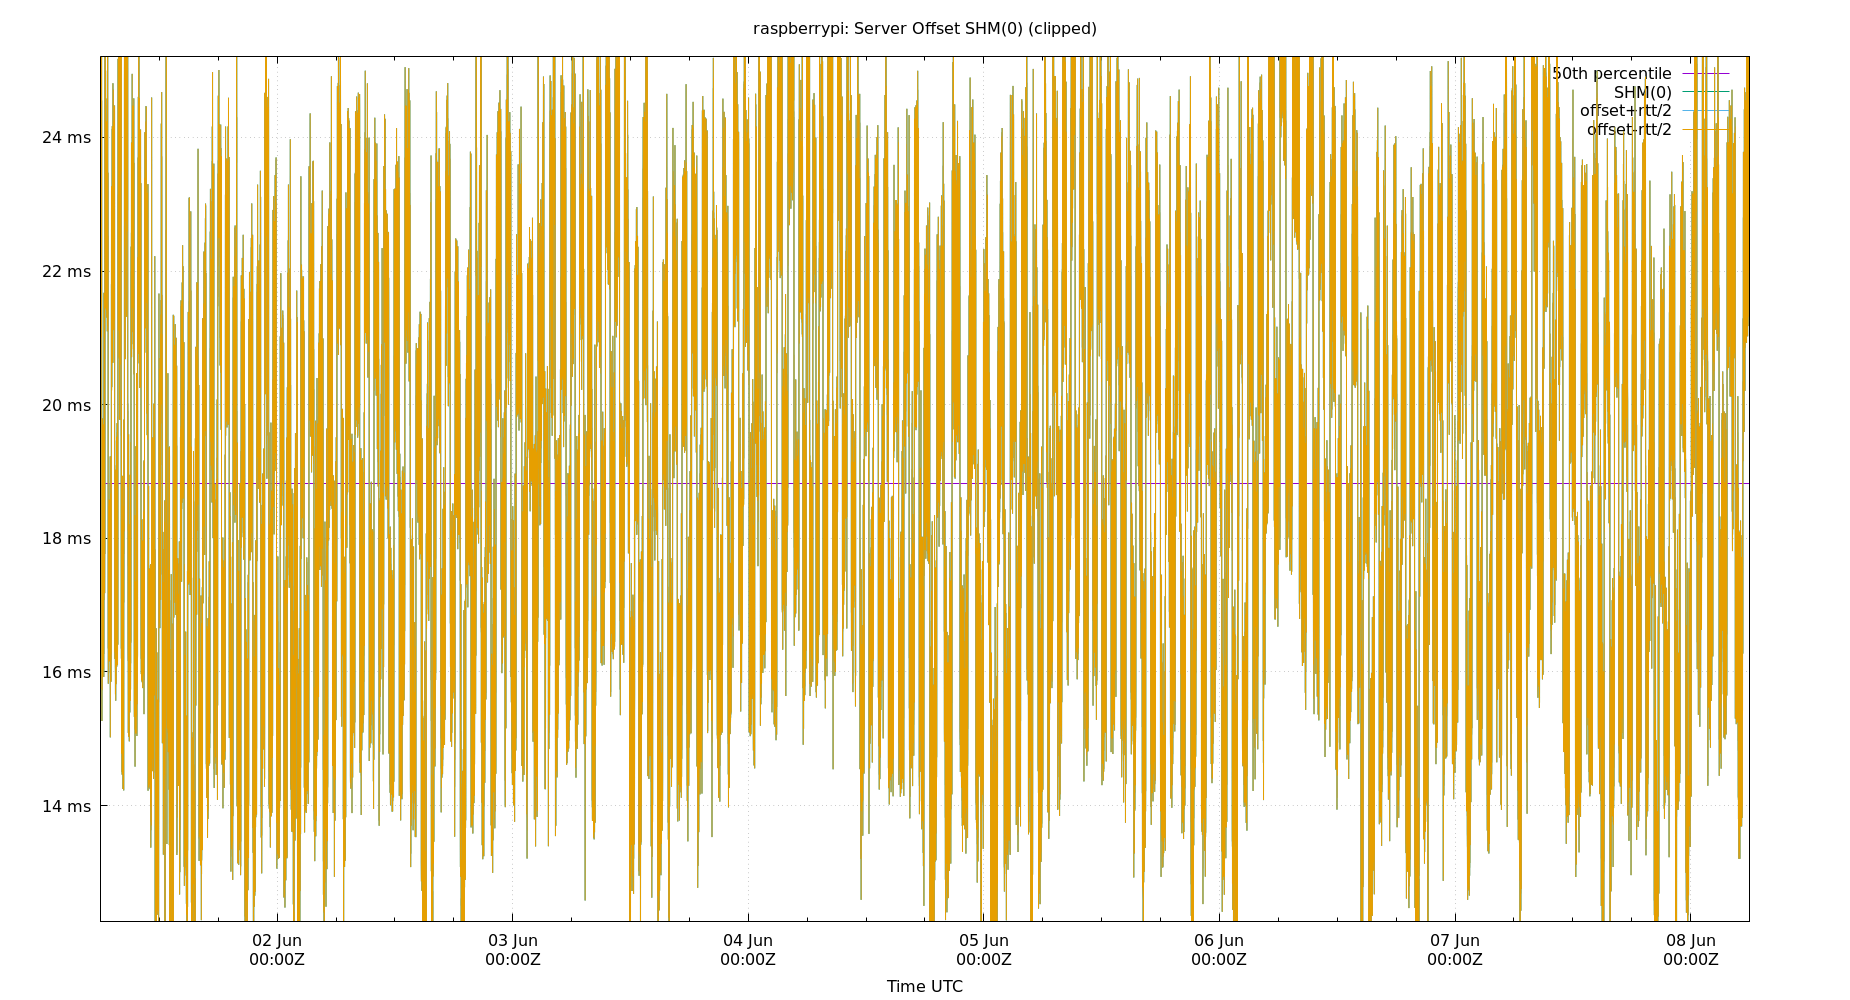 raspberrypi: Server Offset SHM(0) (clipped)
50th percentile
SHM(0)
offset+rtt/2
offset-rtt/2
24 ms
22 ms
20 ms
18 ms
16 ms
14 ms
02 Jun 03 Jun 04 Jun 05 Jun 06 Jun 07 Jun 08 Jun
00:00Z 00:00Z 00:00Z 00:00Z 00:00Z 00:00Z 00:00Z
Time UTC